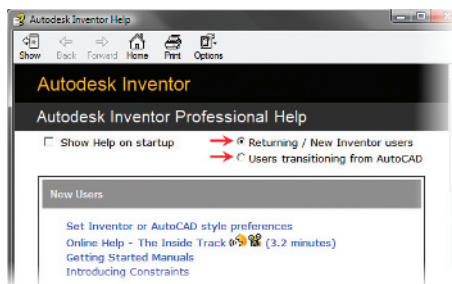 Autodesk Inventor Help
Show Back Forward Home Print Options
Autodesk Inventor
Autodesk Inventor Professional Help
Show Help on startup
Returning / New Inventor users
Users transitioning from AutoCAD
New Users
Set Inventor or AutoCAD style preferences
Online Help - The Inside Track (3.2 minutes)
Getting Started Manuals
Introducing Constraints